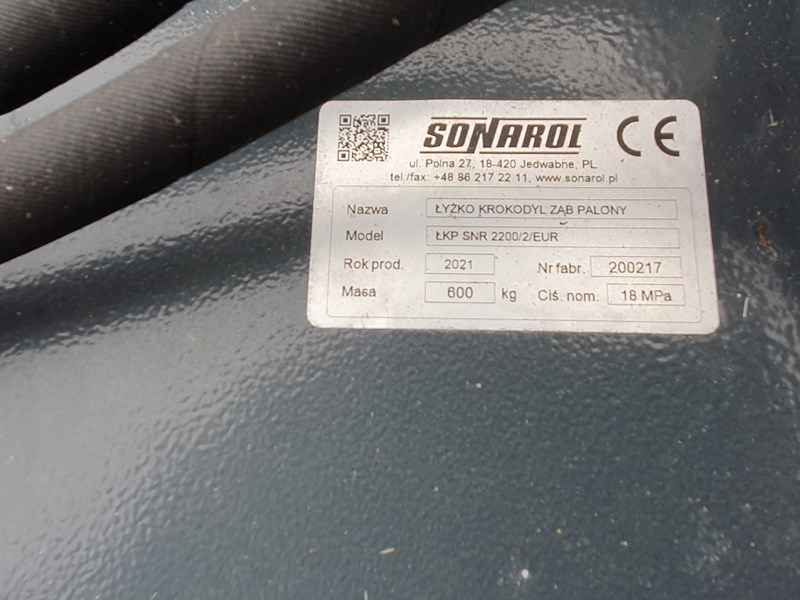 SONAROL CE
ul. Polna 27, 18-420 Jedwabne, PL
tel./fax: +48 86 217 22 11, www.sonarol.pl
Nazwa ŁYŻKO KROKODYL ZĄB PALONY
Model ŁKP SNR 2200/2/EUR
Rok prod. 2021 Nr fabr. 200217
Masa 600 kg Ciś. nom. 18 MPa